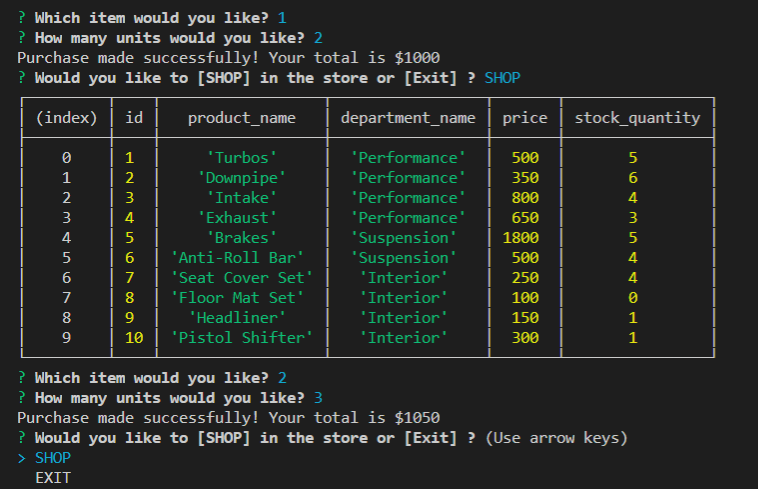 ? Which item would you like? 1
? How many units would you like? 2
Purchase made successfully! Your total is $1000
? Would you like to [SHOP] in the store or [Exit] ? SHOP
(index) id product_name department_name price stock_quantity
0 1 'Turbos' 'Performance' 500 5
1 2 'Downpipe' 'Performance' 350 6
2 3 'Intake' 'Performance' 800 4
3 4 'Exhaust' 'Performance' 650 3
4 5 'Brakes' 'Suspension' 1800 5
5 6 'Anti-Roll Bar' 'Suspension' 500 4
6 7 'Seat Cover Set' 'Interior' 250 4
7 8 'Floor Mat Set' 'Interior' 100 0
8 9 'Headliner' 'Interior' 150 1
9 10 'Pistol Shifter' 'Interior' 300 1
? Which item would you like? 2
? How many units would you like? 3
Purchase made successfully! Your total is $1050
? Would you like to [SHOP] in the store or [Exit] ? (Use arrow keys)
> SHOP
EXIT